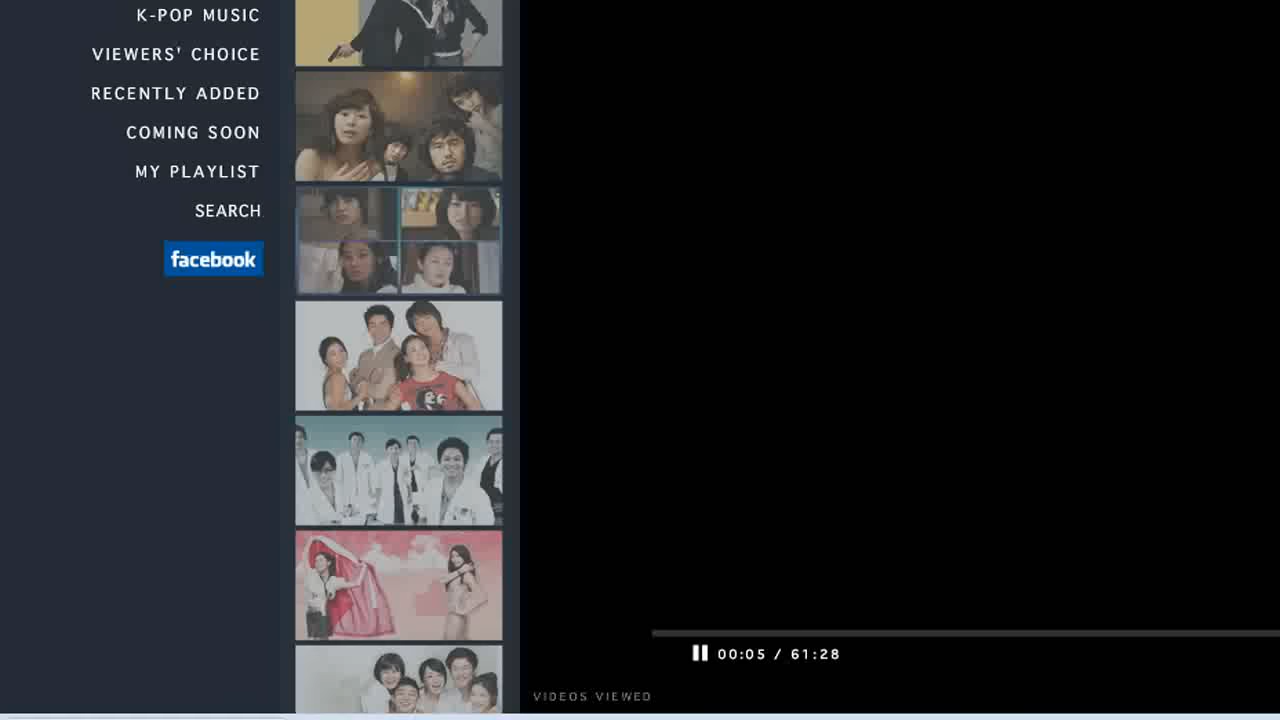 K-POP MUSIC
VIEWERS' CHOICE
RECENTLY ADDED
COMING SOON
MY PLAYLIST
SEARCH
facebook
00:05 / 61:28
VIDEOS VIEWED